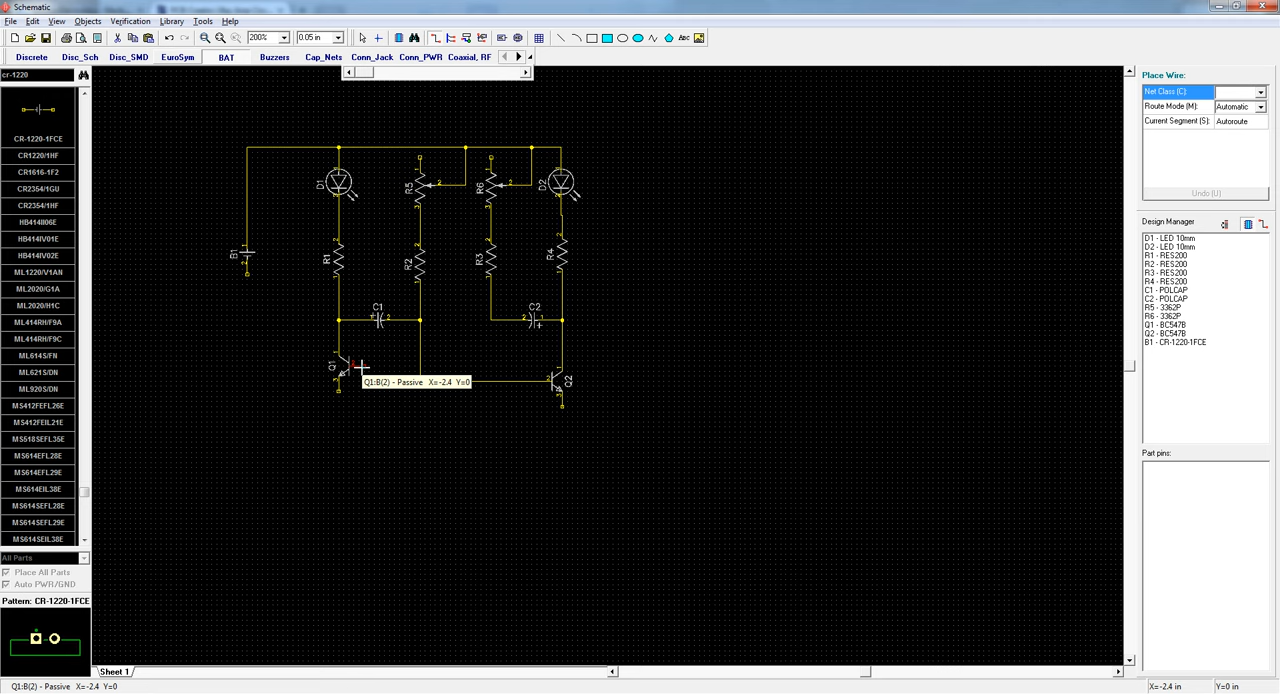 Schematic
File Edit View Objects Verification Library Tools Help
200% 0.05 in Abc
Discrete Disc_Sch Disc_SMD EuroSym BAT Buzzers Cap_Nets Conn_Jack Conn_PWR Coaxial, RF
cr-1220
CR-1220-1FCE
CR1220/1HF
CR1616-1F2
CR2354/1GU
CR2354/1HF
HB414II06E
HB414IV01E
HB414IV02E
ML1220/V1AN
ML2020/G1A
ML2020/H1C
ML414RH/F9A
ML414RH/F9C
ML614S/FN
ML621S/DN
ML920S/DN
MS412FEFL26E
MS412FEIL21E
MS518SEFL35E
MS614EFL28E
MS614EFL29E
MS614EIL38E
MS614SEFL28E
MS614SEFL29E
MS614SEIL38E
All Parts
Place All Parts
Auto PWR/GND
Pattern: CR-1220-1FCE
D1
R5
R6
D2
B1
R1
R2
R3
R4
C1
C2
Q1
Q2
Q1:B(2) - Passive X=-2.4 Y=0
Sheet 1
Place Wire:
Net Class (C):
Route Mode (M): Automatic
Current Segment (S): Autoroute
Undo (U)
Design Manager
D1 - LED 10mm
D2 - LED 10mm
R1 - RES200
R2 - RES200
R3 - RES200
R4 - RES200
C1 - POLCAP
C2 - POLCAP
R5 - 3362P
R6 - 3362P
Q1 - BC547B
Q2 - BC547B
B1 - CR-1220-1FCE
Part pins:
Q1:B(2) - Passive X=-2.4 Y=0
X=-2.4 in Y=0 in